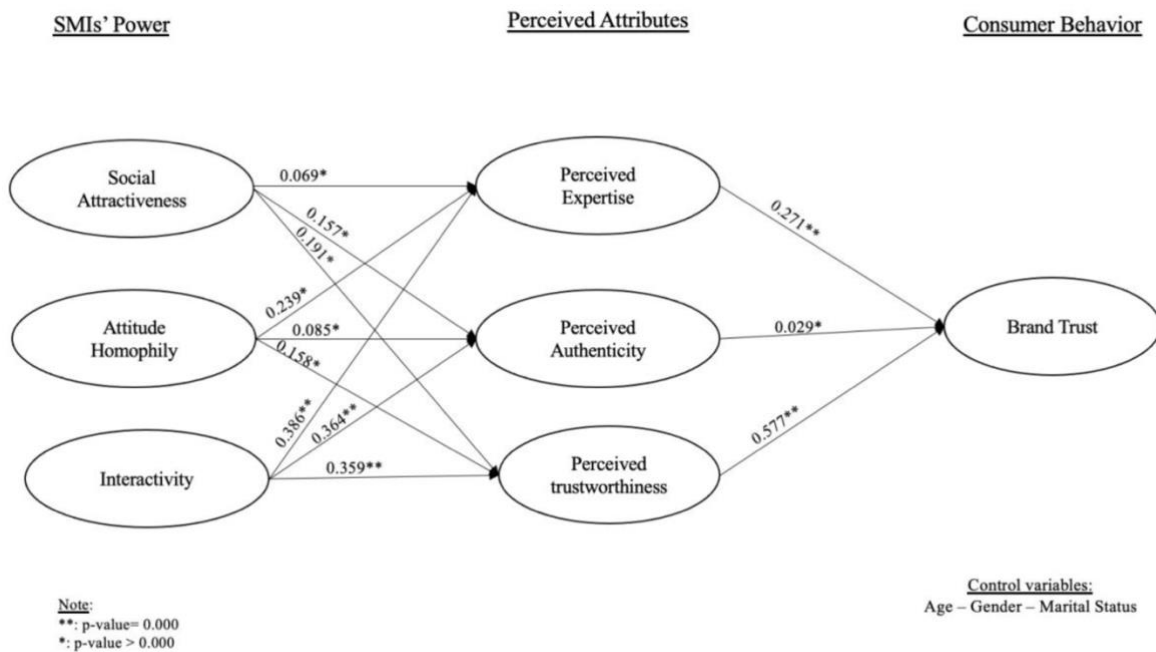 SMIs' Power
Perceived Attributes
Consumer Behavior
Social
Attractiveness
0.069*
0.157*
0.191*
Perceived
Expertise
0.271**
Attitude
Homophily
0.239*
0.085*
0.158*
Perceived
Authenticity
0.029*
Brand Trust
Interactivity
0.386**
0.364**
0.359**
Perceived
trustworthiness
0.577**
Note:
**: p-value= 0.000
*: p-value > 0.000
Control variables:
Age – Gender – Marital Status